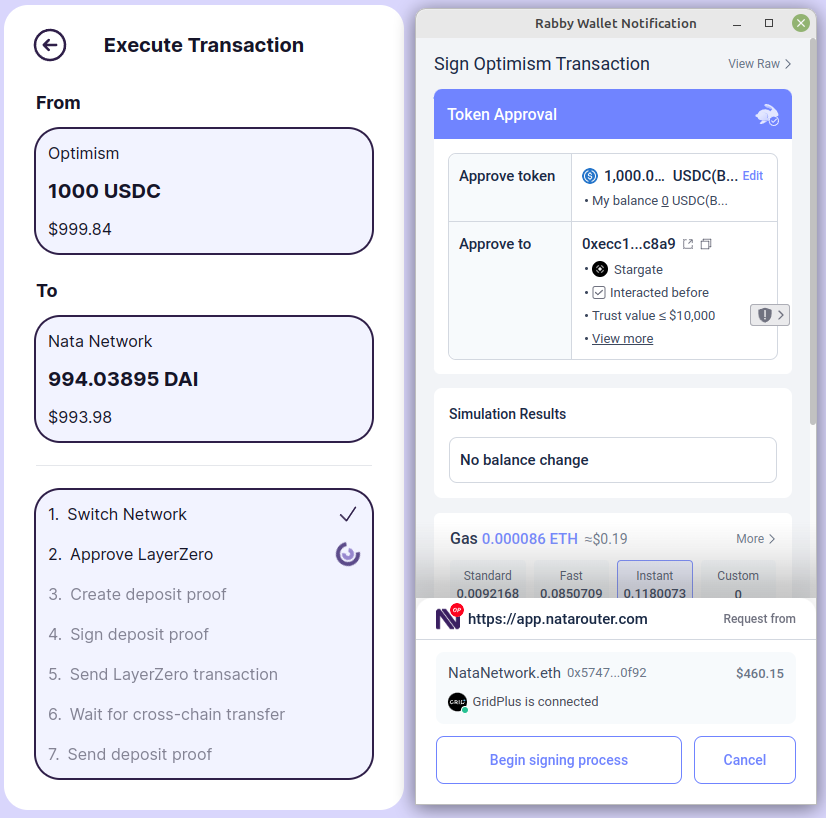 Execute Transaction
From
Optimism
1000 USDC
$999.84
To
Nata Network
994.03895 DAI
$993.98
1. Switch Network
2. Approve LayerZero
3. Create deposit proof
4. Sign deposit proof
5. Send LayerZero transaction
6. Wait for cross-chain transfer
7. Send deposit proof
Rabby Wallet Notification
Sign Optimism Transaction View Raw
Token Approval
Approve token 1,000.0... USDC(B... Edit
• My balance 0 USDC(B...
Approve to 0xecc1...c8a9
• Stargate
• Interacted before
• Trust value ≤ $10,000
• View more
Simulation Results
No balance change
Gas 0.000086 ETH ≈$0.19 More
Standard Fast Instant Custom
0.0092168 0.0850709 0.1180073 0
OP
https://app.natarouter.com Request from
NataNetwork.eth 0x5747...0f92 $460.15
GRID+ GridPlus is connected
Begin signing process Cancel